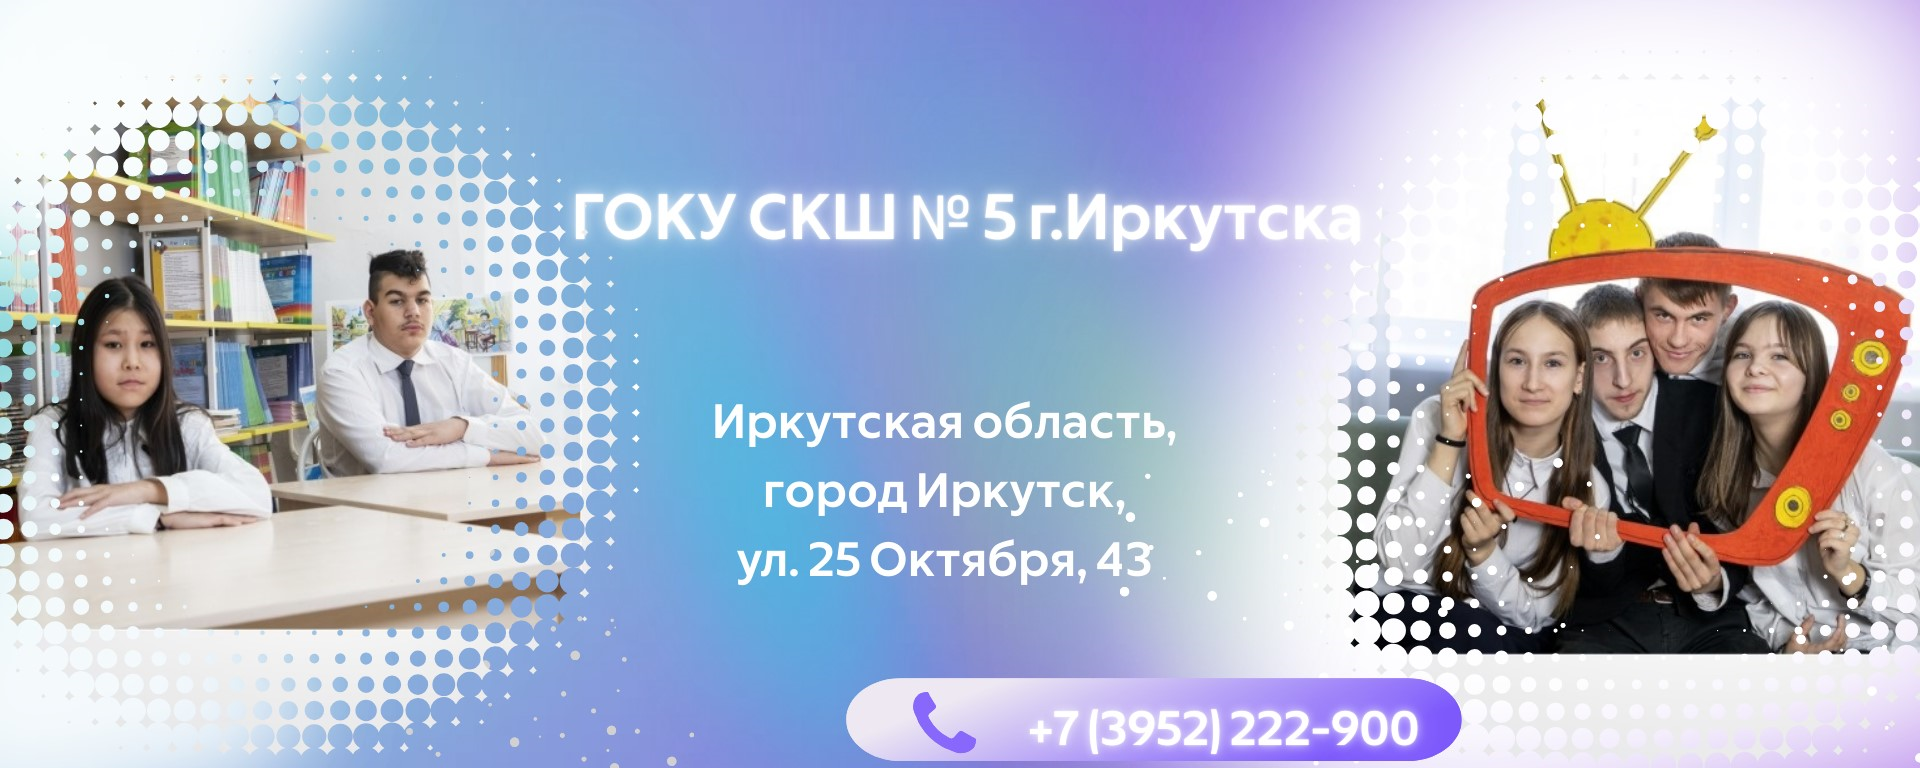 ГОКУ СКШ № 5 г.Иркутска
Иркутская область,
город Иркутск,
ул. 25 Октября, 43
+7 (3952) 222-900